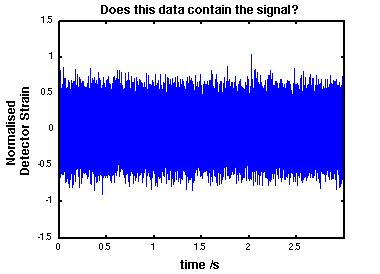 Does this data contain the signal?
1.5
1
0.5
0
-0.5
-1
-1.5
Normalised
Detector Strain
0 0.5 1 1.5 2 2.5
time /s